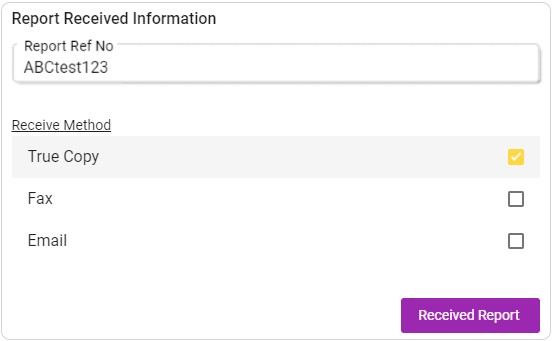 Report Received Information
Report Ref No
ABCtest123
Receive Method
True Copy
Fax
Email
Received Report